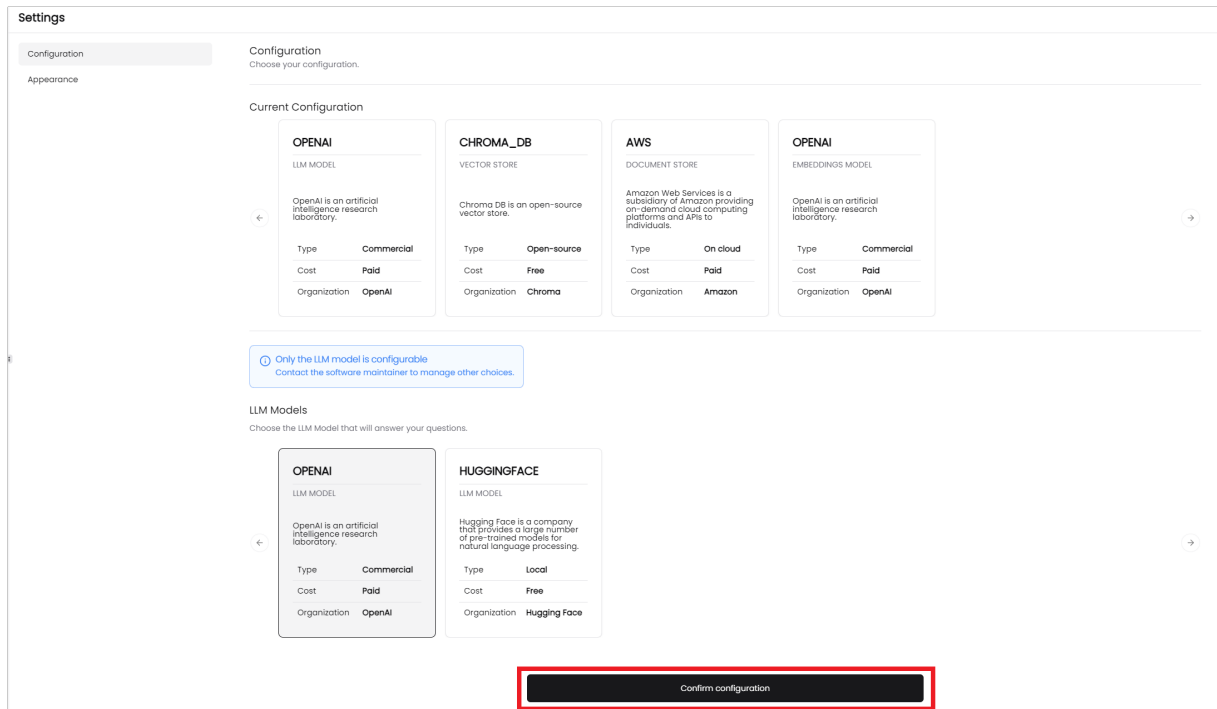 Settings
Configuration
Appearance
Configuration
Choose your configuration.
Current Configuration
OPENAI
LLM MODEL
OpenAI is an artificial
intelligence research
laboratory.
Type Commercial
Cost Paid
Organization OpenAI
CHROMA_DB
VECTOR STORE
Chroma DB is an open-source
vector store.
Type Open-source
Cost Free
Organization Chroma
AWS
DOCUMENT STORE
Amazon Web Services is a
subsidiary of Amazon providing
on-demand cloud computing
platforms and APIs to
individuals.
Type On cloud
Cost Paid
Organization Amazon
OPENAI
EMBEDDINGS MODEL
OpenAI is an artificial
intelligence research
laboratory.
Type Commercial
Cost Paid
Organization OpenAI
Only the LLM model is configurable
Contact the software maintainer to manage other choices.
LLM Models
Choose the LLM Model that will answer your questions.
OPENAI
LLM MODEL
OpenAI is an artificial
intelligence research
laboratory.
Type Commercial
Cost Paid
Organization OpenAI
HUGGINGFACE
LLM MODEL
Hugging Face is a company
that provides a large number
of pre-trained models for
natural language processing.
Type Local
Cost Free
Organization Hugging Face
Confirm configuration